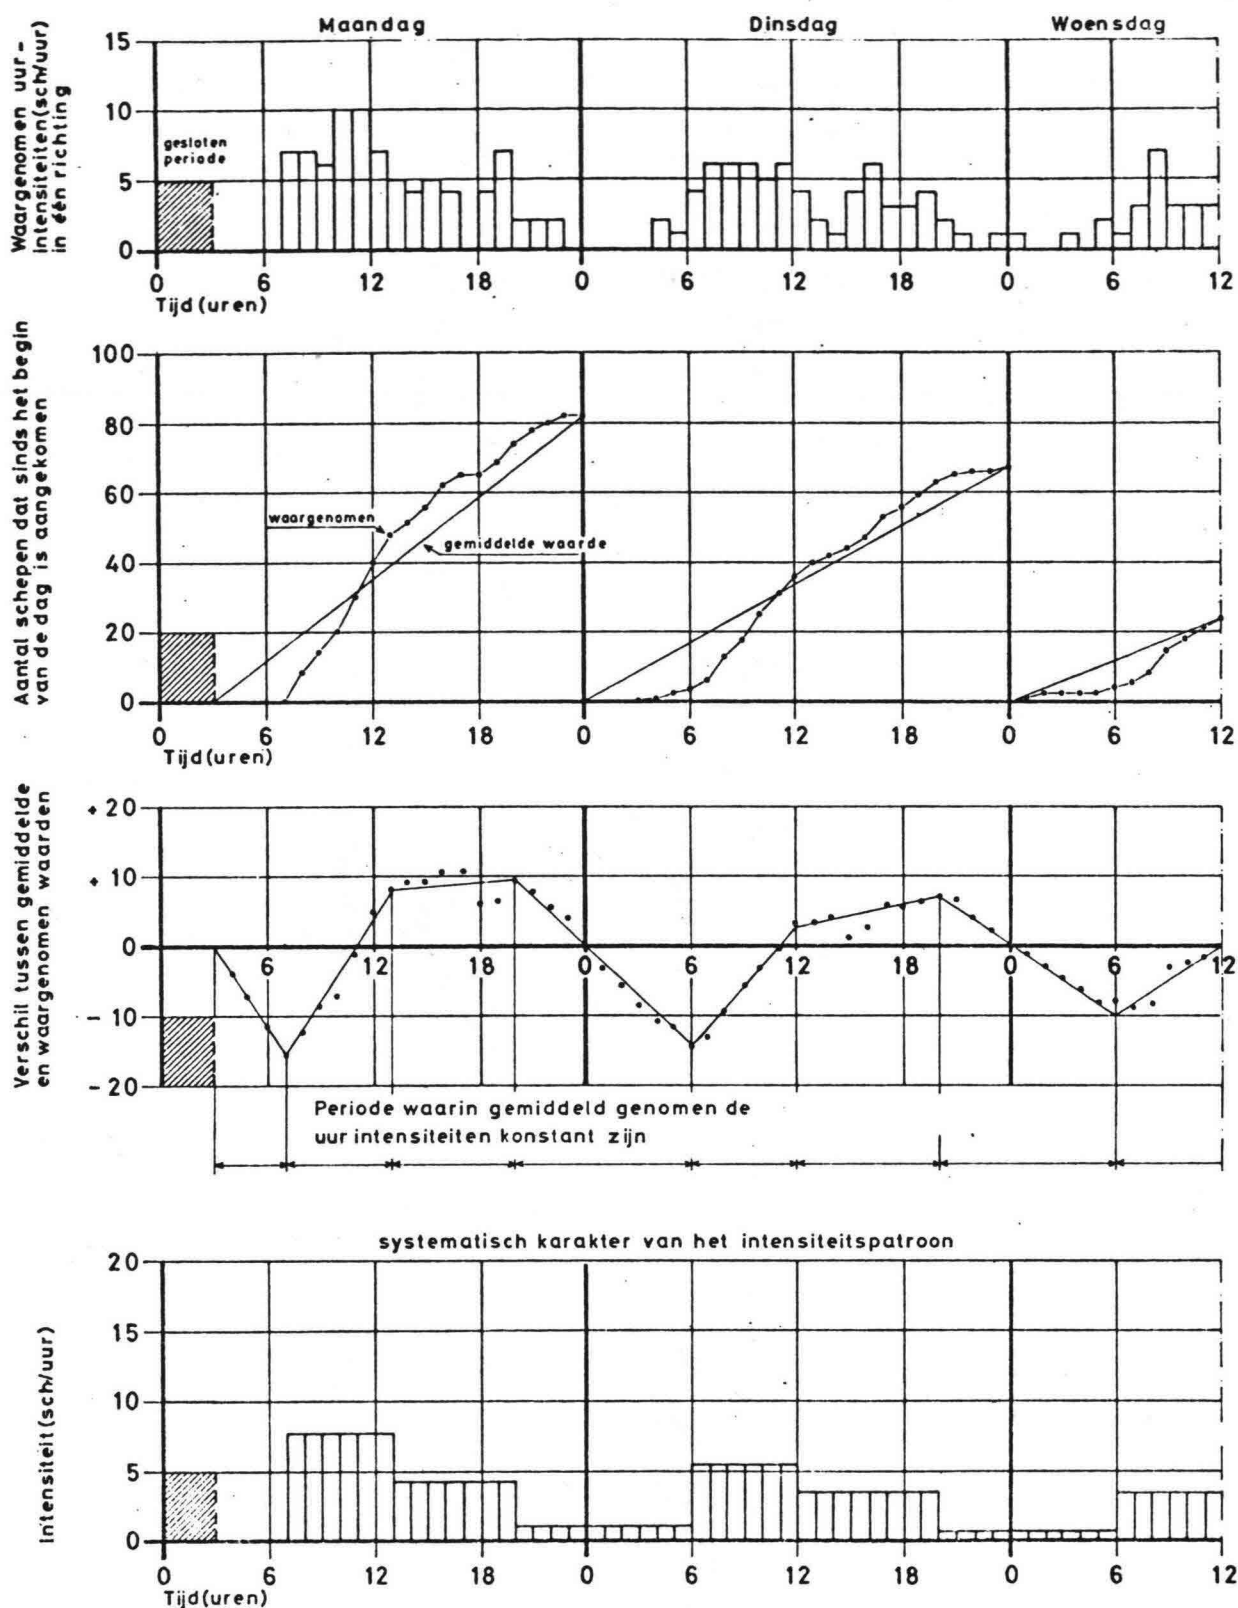 Maandag Dinsdag Woensdag
Waargenomen uur-
intensiteiten (sch/uur)
in één richting
15
10
5
0
gesloten
periode
0 6 12 18 0 6 12 18 0 6 12
Tijd (uren)
Aantal schepen dat sinds het begin
van de dag is aangekomen
100
80
60
40
20
0
waargenomen
gemiddelde waarde
0 6 12 18 0 6 12 18 0 6 12
Tijd (uren)
Verschil tussen gemiddelde
en waargenomen waarden
+ 20
+ 10
0
- 10
- 20
6 12 18 0 6 12 18 0 6 12
Periode waarin gemiddeld genomen de
uur intensiteiten konstant zijn
systematisch karakter van het intensiteitspatroon
Intensiteit (sch/uur)
20
15
10
5
0
0 6 12 18 0 6 12 18 0 6 12
Tijd (uren)